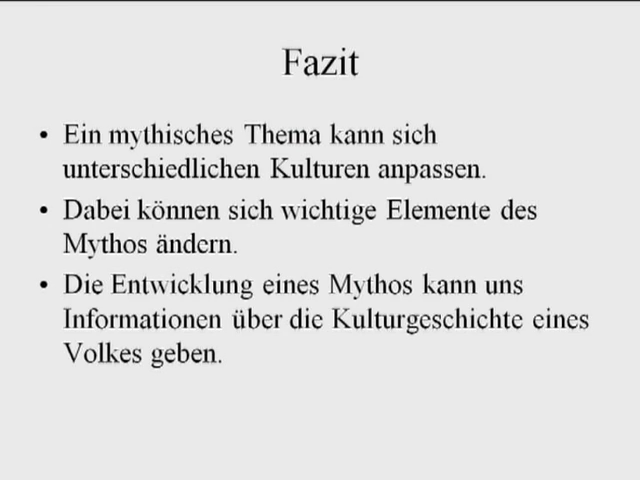 Fazit
• Ein mythisches Thema kann sich
unterschiedlichen Kulturen anpassen.
• Dabei können sich wichtige Elemente des
Mythos ändern.
• Die Entwicklung eines Mythos kann uns
Informationen über die Kulturgeschichte eines
Volkes geben.